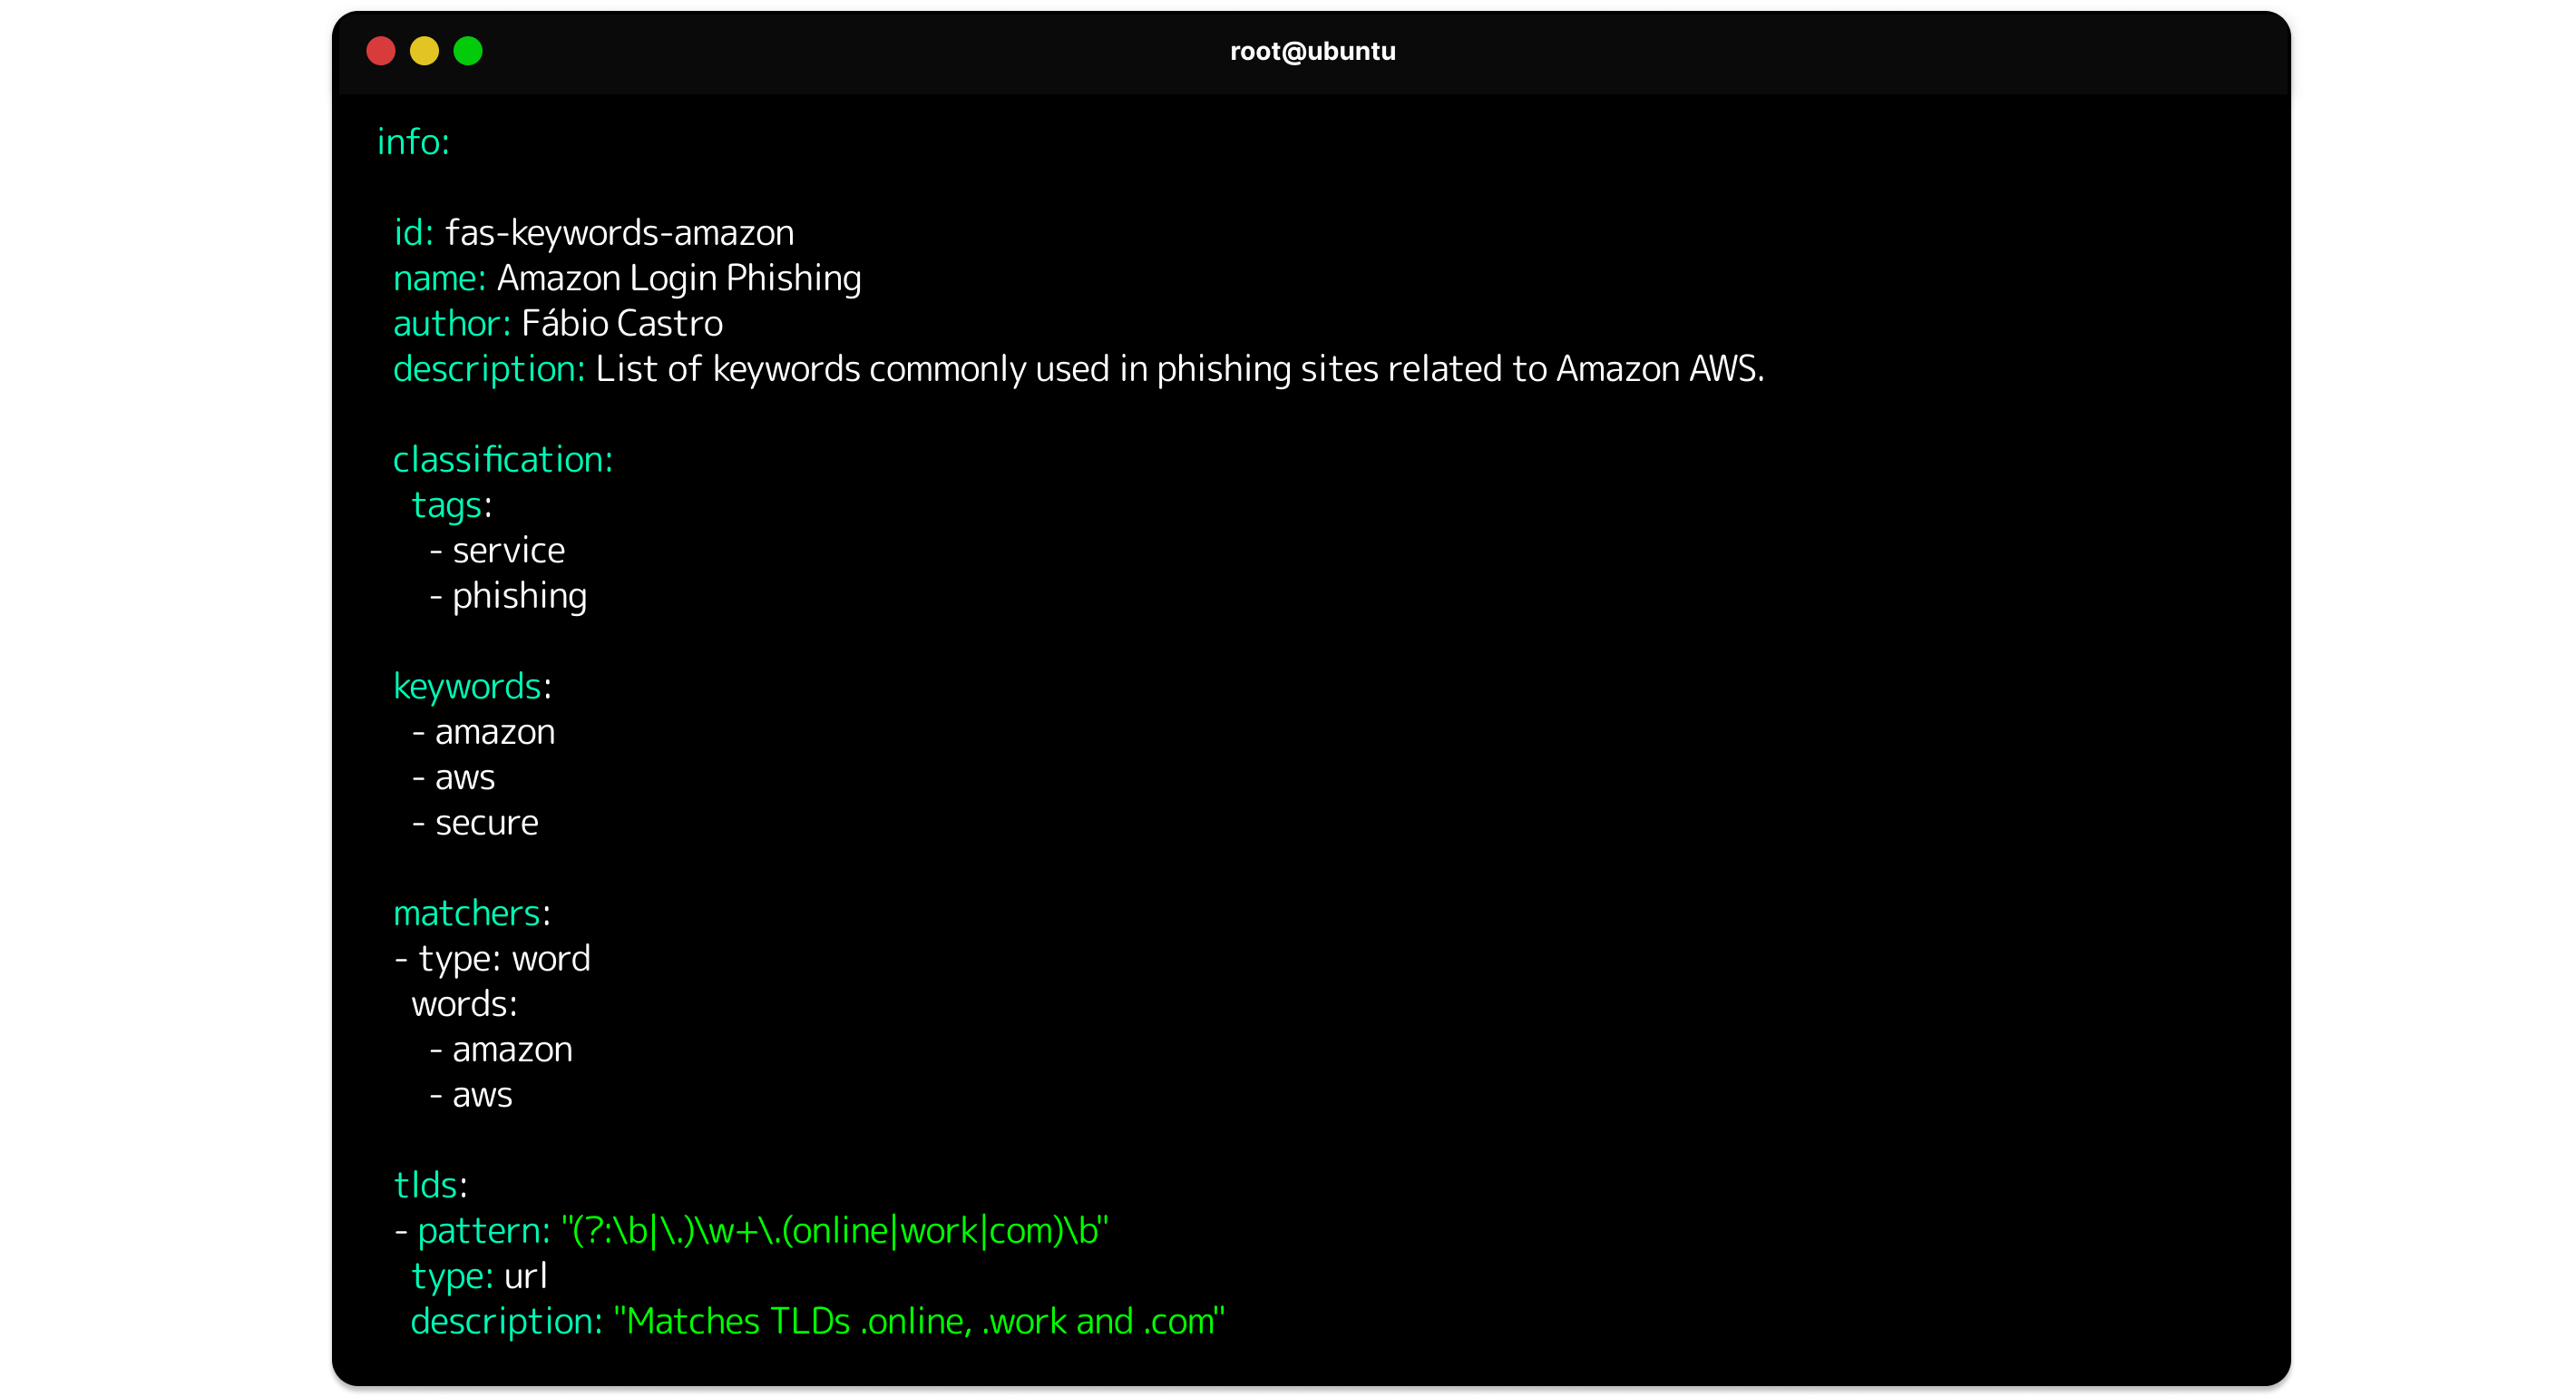 root@ubuntu
info:
id: fas-keywords-amazon
name: Amazon Login Phishing
author: Fábio Castro
description: List of keywords commonly used in phishing sites related to Amazon AWS.
classification:
tags:
- service
- phishing
keywords:
- amazon
- aws
- secure
matchers:
- type: word
words:
- amazon
- aws
tlds:
- pattern: "(?:\b|\.)\w+\.(online|work|com)\b"
type: url
description: "Matches TLDs .online, .work and .com"